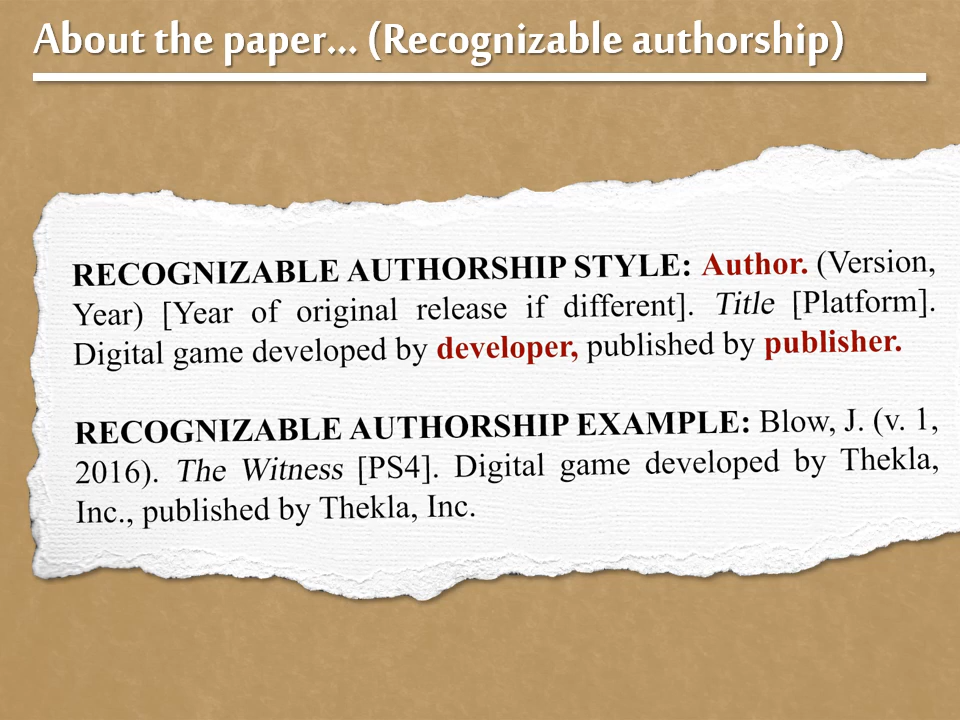 About the paper... (Recognizable authorship)
RECOGNIZABLE AUTHORSHIP STYLE: Author. (Version,
Year) [Year of original release if different]. Title [Platform].
Digital game developed by developer, published by publisher.
RECOGNIZABLE AUTHORSHIP EXAMPLE: Blow, J. (v. 1,
2016). The Witness [PS4]. Digital game developed by Thekla,
Inc., published by Thekla, Inc.